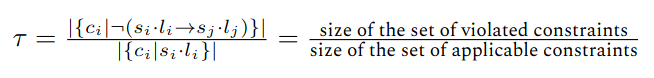 τ = |{c_i|¬(s_i·l_i→s_j·l_j)}| / |{c_i|s_i·l_i}| = size of the set of violated constraints / size of the set of applicable constraints